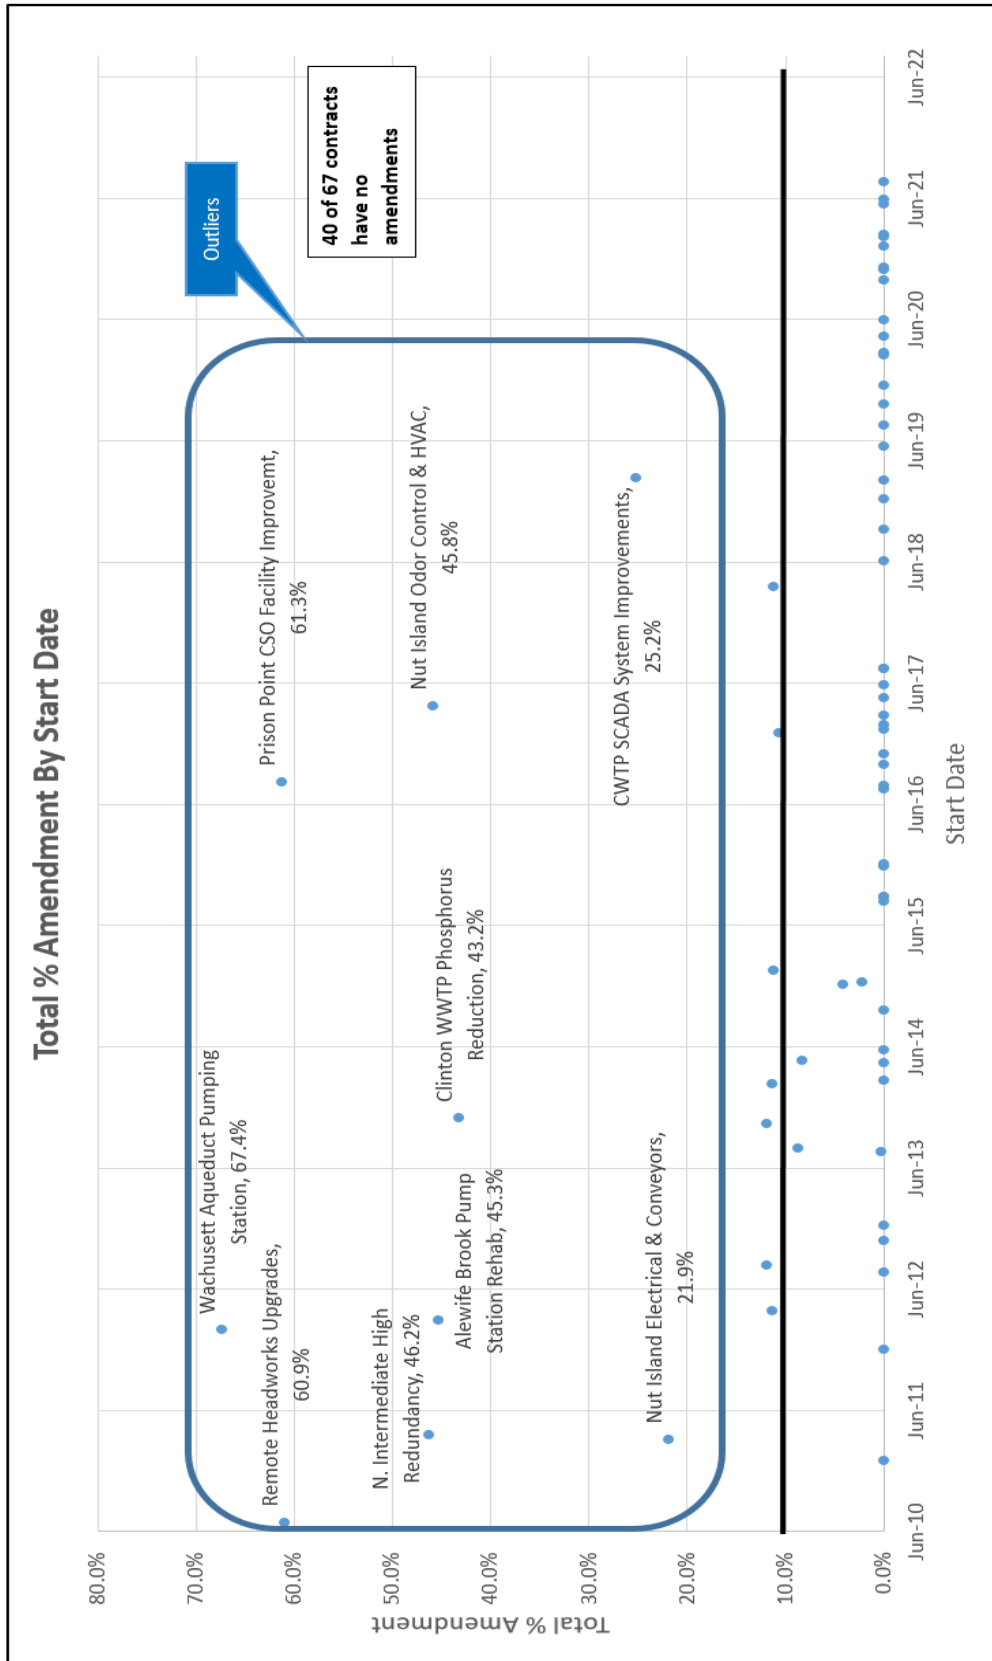 Total % Amendment By Start Date
80.0%
70.0%
60.0%
50.0%
40.0%
30.0%
20.0%
10.0%
0.0%
Total % Amendment
Wachusett Aqueduct Pumping
Station, 67.4%
Remote Headworks Upgrades,
60.9%
Prison Point CSO Facility Improvemt,
61.3%
N. Intermediate High
Redundancy, 46.2%
Alewife Brook Pump
Station Rehab, 45.3%
Clinton WWTP Phosphorus
Reduction, 43.2%
Nut Island Odor Control & HVAC,
45.8%
Nut Island Electrical & Conveyors,
21.9%
CWTP SCADA System Improvements,
25.2%
Outliers
40 of 67 contracts
have no
amendments
Jun-10
Jun-11
Jun-12
Jun-13
Jun-14
Jun-15
Jun-16
Jun-17
Jun-18
Jun-19
Jun-20
Jun-21
Jun-22
Start Date